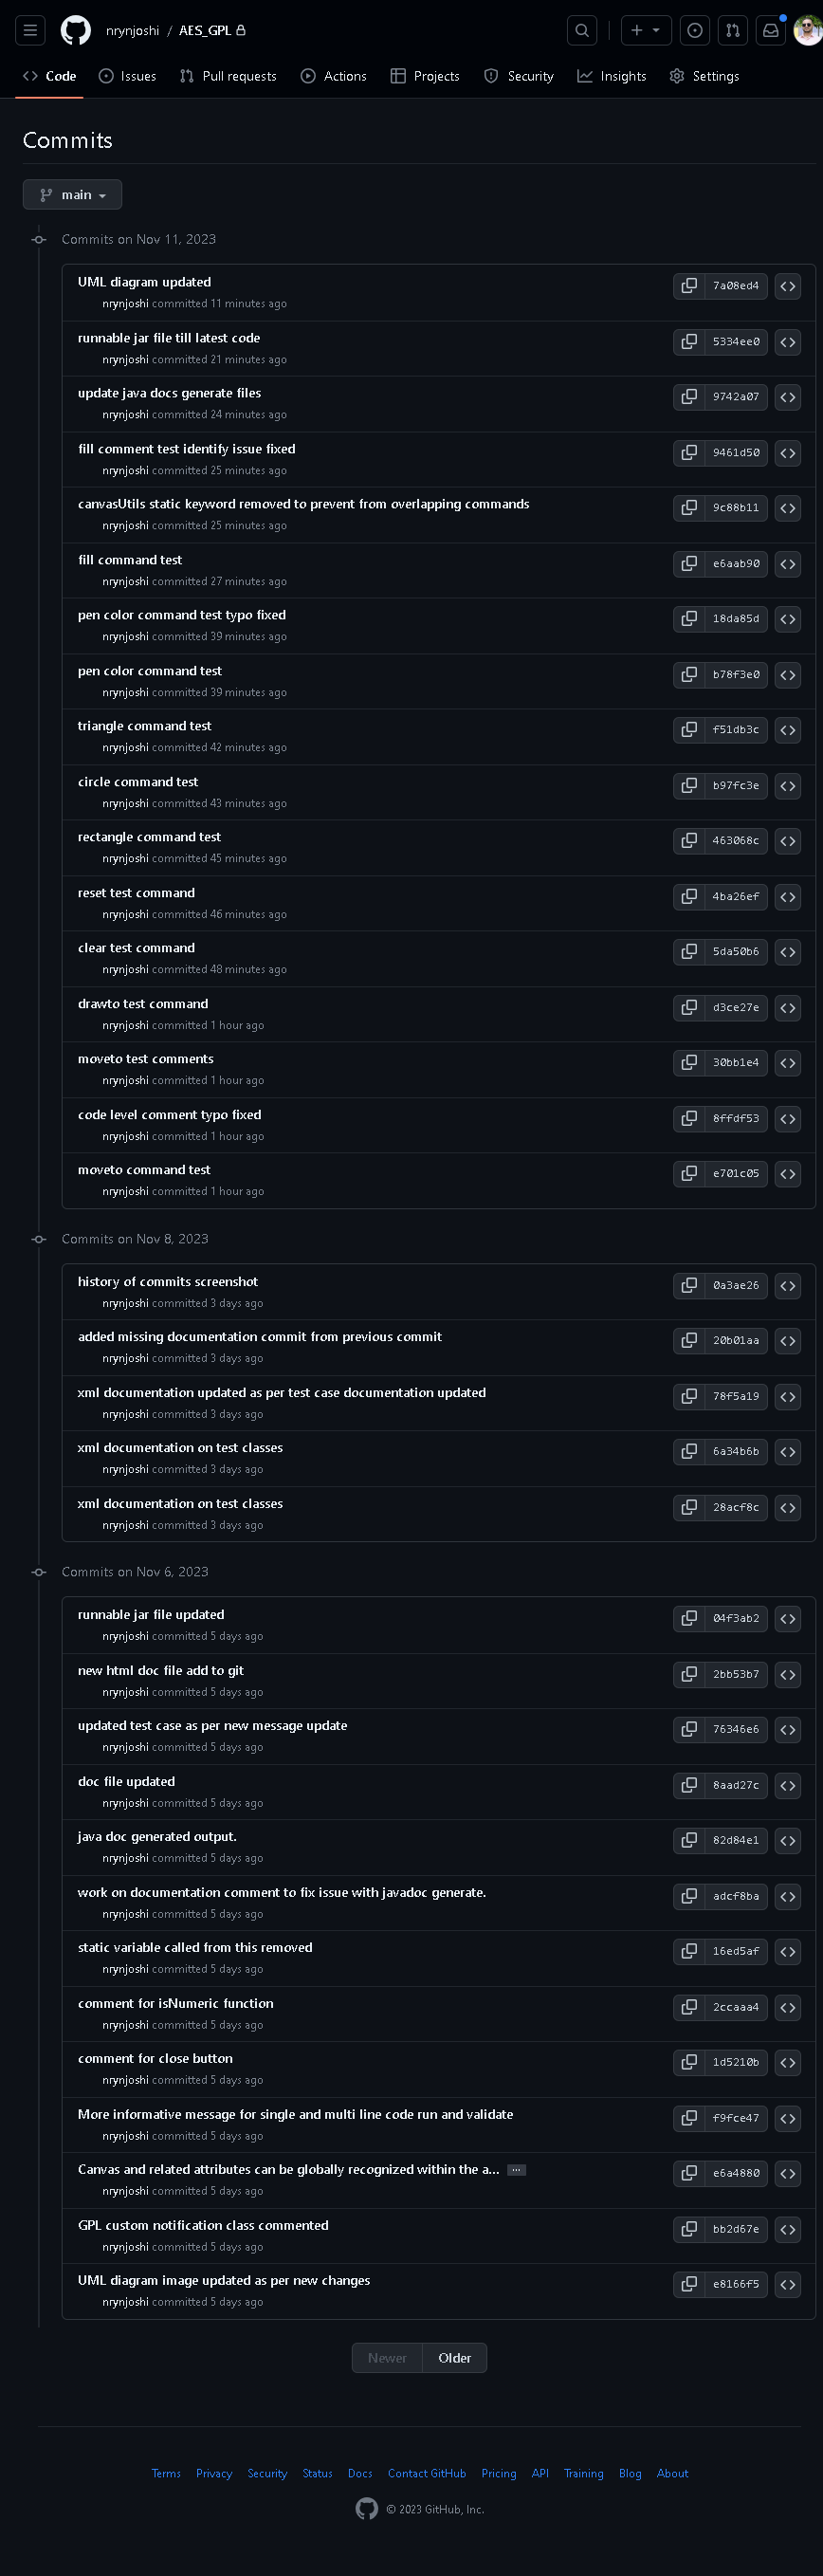 nrynjoshi / AES_GPL
Code Issues Pull requests Actions Projects Security Insights Settings
Commits
main
Commits on Nov 11, 2023
UML diagram updated
7a08ed4
nrynjoshi committed 11 minutes ago
runnable jar file till latest code
5334ee0
nrynjoshi committed 21 minutes ago
update java docs generate files
9742a07
nrynjoshi committed 24 minutes ago
fill comment test identify issue fixed
9461d50
nrynjoshi committed 25 minutes ago
canvasUtils static keyword removed to prevent from overlapping commands
9c88b11
nrynjoshi committed 25 minutes ago
fill command test
e6aab90
nrynjoshi committed 27 minutes ago
pen color command test typo fixed
18da85d
nrynjoshi committed 39 minutes ago
pen color command test
b78f3e0
nrynjoshi committed 39 minutes ago
triangle command test
f51db3c
nrynjoshi committed 42 minutes ago
circle command test
b97fc3e
nrynjoshi committed 43 minutes ago
rectangle command test
463068c
nrynjoshi committed 45 minutes ago
reset test command
4ba26ef
nrynjoshi committed 46 minutes ago
clear test command
5da50b6
nrynjoshi committed 48 minutes ago
drawto test command
d3ce27e
nrynjoshi committed 1 hour ago
moveto test comments
30bb1e4
nrynjoshi committed 1 hour ago
code level comment typo fixed
8ffdf53
nrynjoshi committed 1 hour ago
moveto command test
e701c05
nrynjoshi committed 1 hour ago
Commits on Nov 8, 2023
history of commits screenshot
0a3ae26
nrynjoshi committed 3 days ago
added missing documentation commit from previous commit
20b01aa
nrynjoshi committed 3 days ago
xml documentation updated as per test case documentation updated
78f5a19
nrynjoshi committed 3 days ago
xml documentation on test classes
6a34b6b
nrynjoshi committed 3 days ago
xml documentation on test classes
28acf8c
nrynjoshi committed 3 days ago
Commits on Nov 6, 2023
runnable jar file updated
04f3ab2
nrynjoshi committed 5 days ago
new html doc file add to git
2bb53b7
nrynjoshi committed 5 days ago
updated test case as per new message update
76346e6
nrynjoshi committed 5 days ago
doc file updated
8aad27c
nrynjoshi committed 5 days ago
java doc generated output.
82d84e1
nrynjoshi committed 5 days ago
work on documentation comment to fix issue with javadoc generate.
adcf8ba
nrynjoshi committed 5 days ago
static variable called from this removed
16ed5af
nrynjoshi committed 5 days ago
comment for isNumeric function
2ccaaa4
nrynjoshi committed 5 days ago
comment for close button
1d5210b
nrynjoshi committed 5 days ago
More informative message for single and multi line code run and validate
f9fce47
nrynjoshi committed 5 days ago
Canvas and related attributes can be globally recognized within the a... ...
e6a4880
nrynjoshi committed 5 days ago
GPL custom notification class commented
bb2d67e
nrynjoshi committed 5 days ago
UML diagram image updated as per new changes
e8166f5
nrynjoshi committed 5 days ago
Newer Older
Terms Privacy Security Status Docs Contact GitHub Pricing API Training Blog About
© 2023 GitHub, Inc.